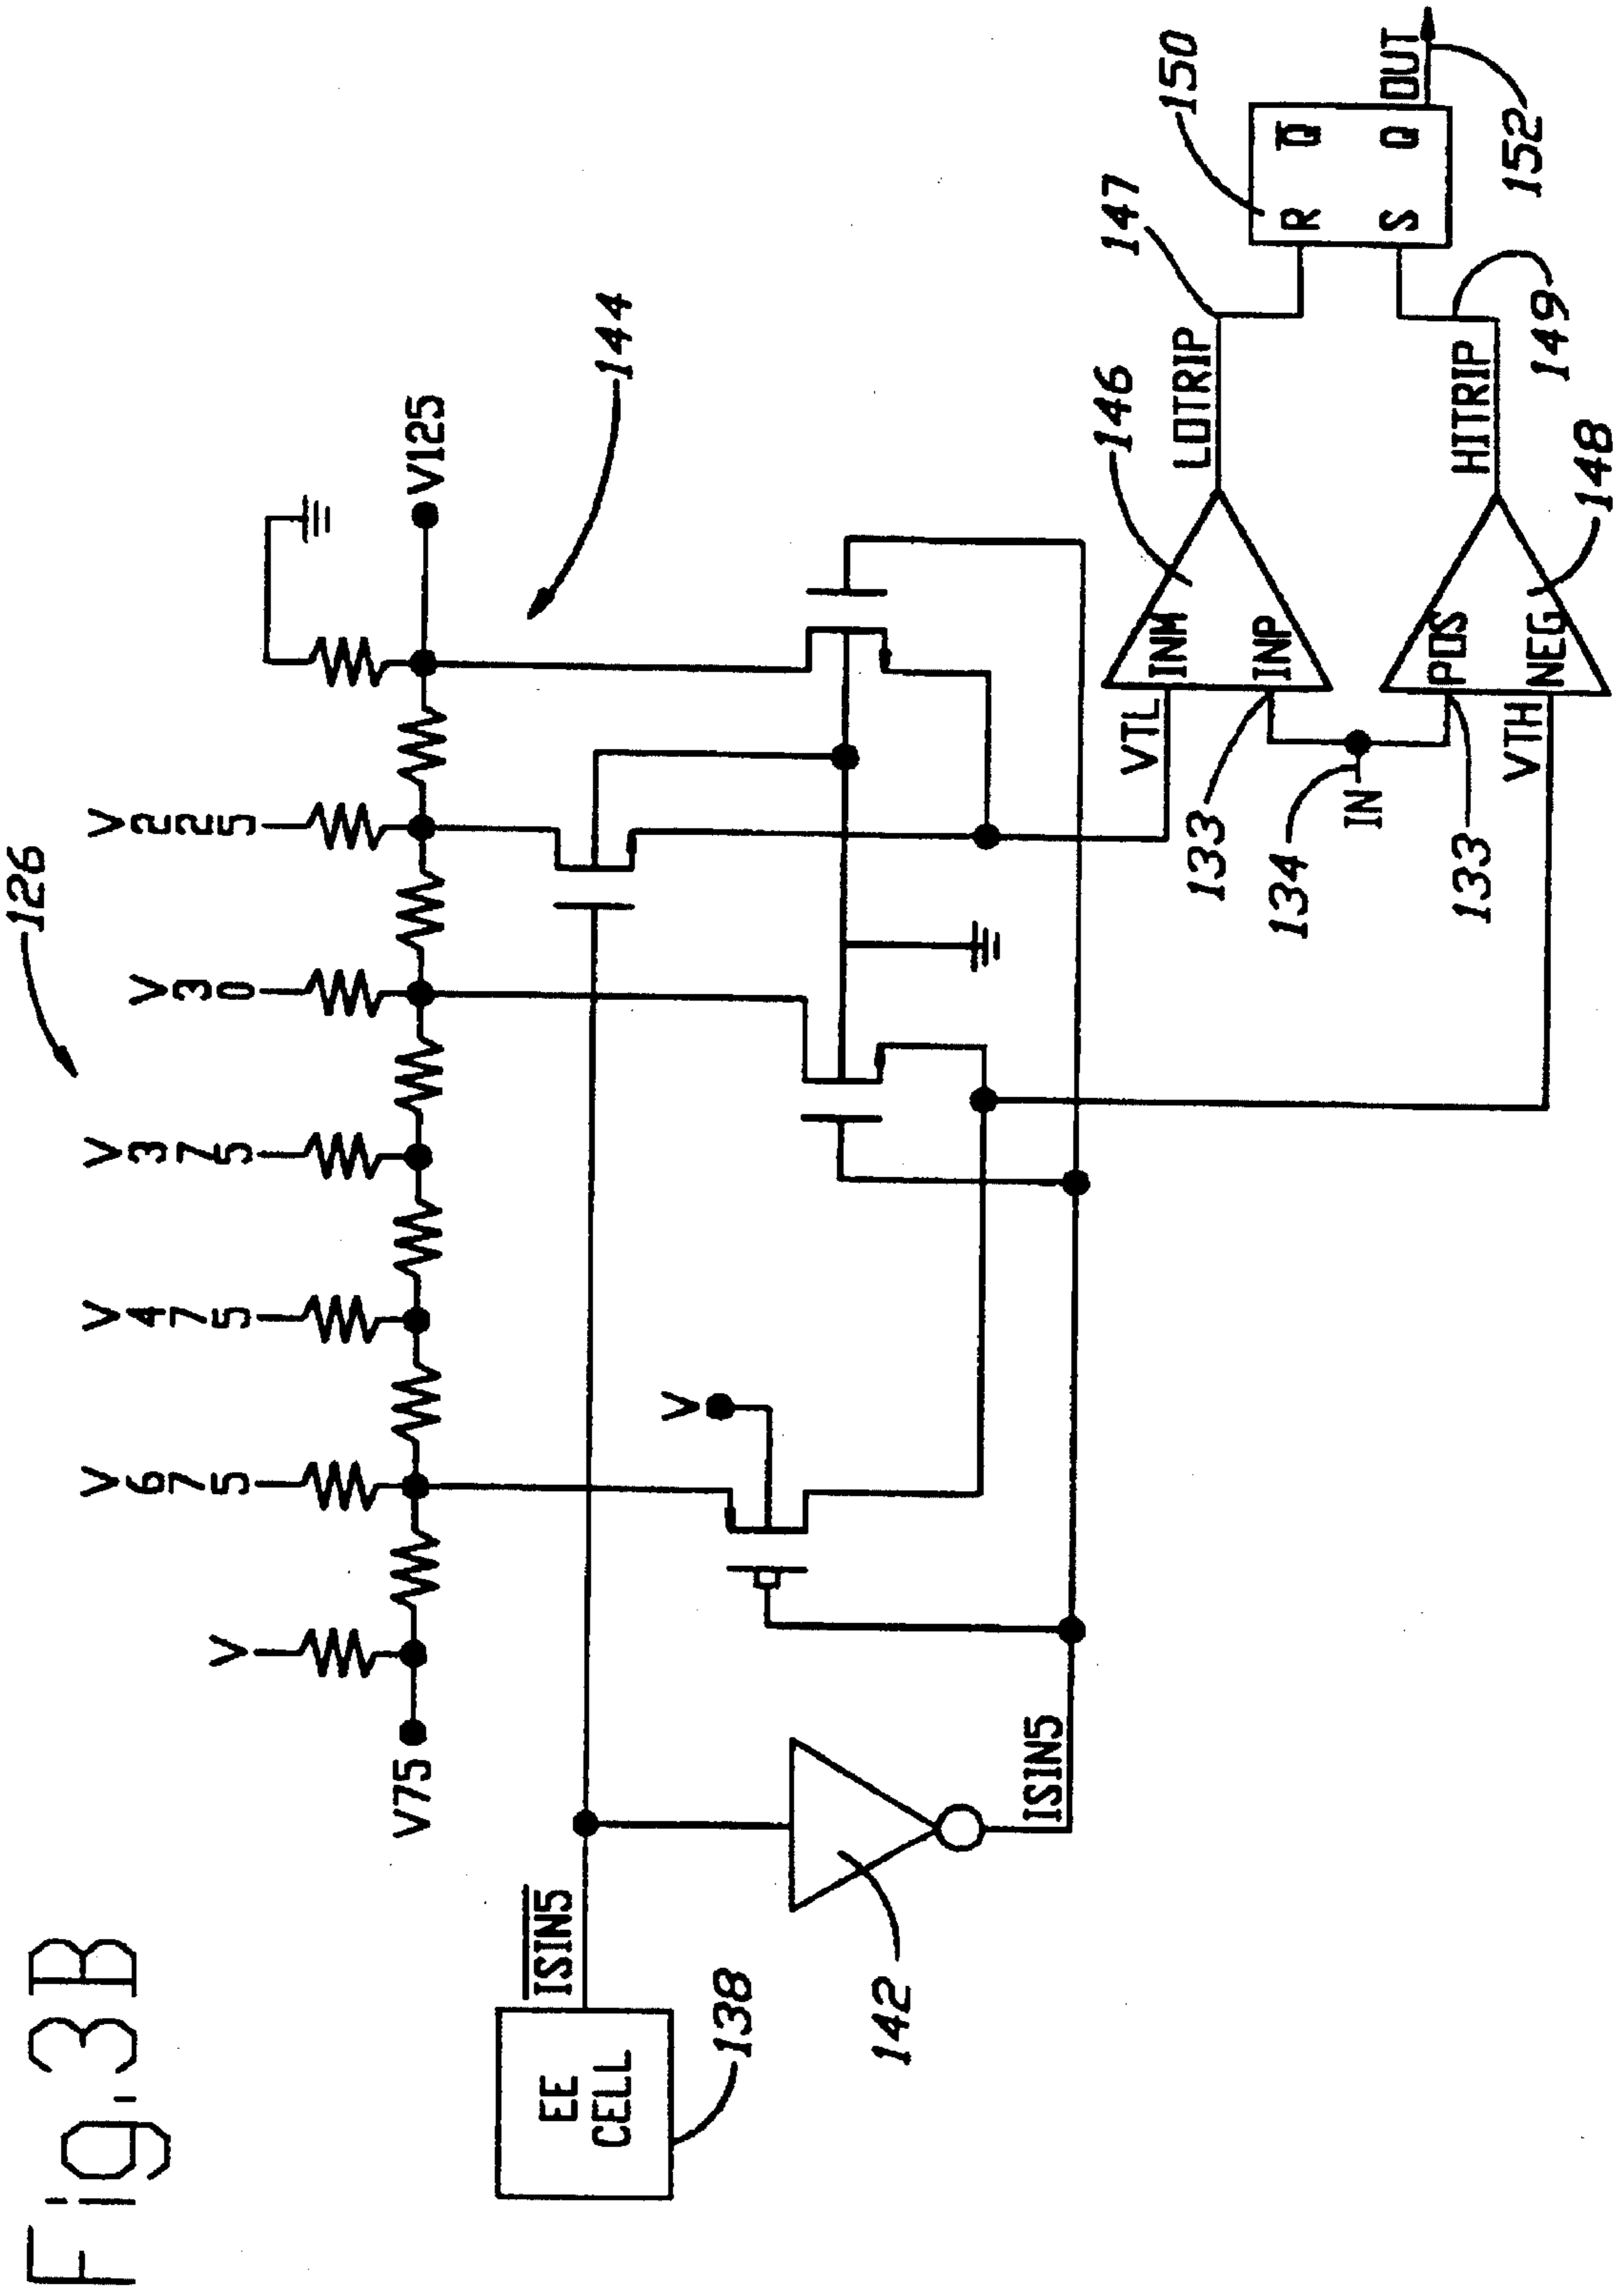 Fig. 3B
126
V75
V
V675
V475
V375
V30
V225
V125
144
EE
CELL
138
I̅S̅I̅N̅5̅
142
ISIN5
V
VTL
INM
INP
146
LOTRIP
147
133
134
IN
133
POS
NEG
VTH
148
HITRIP
149
150
R
Q̅
S
Q
OUT
152